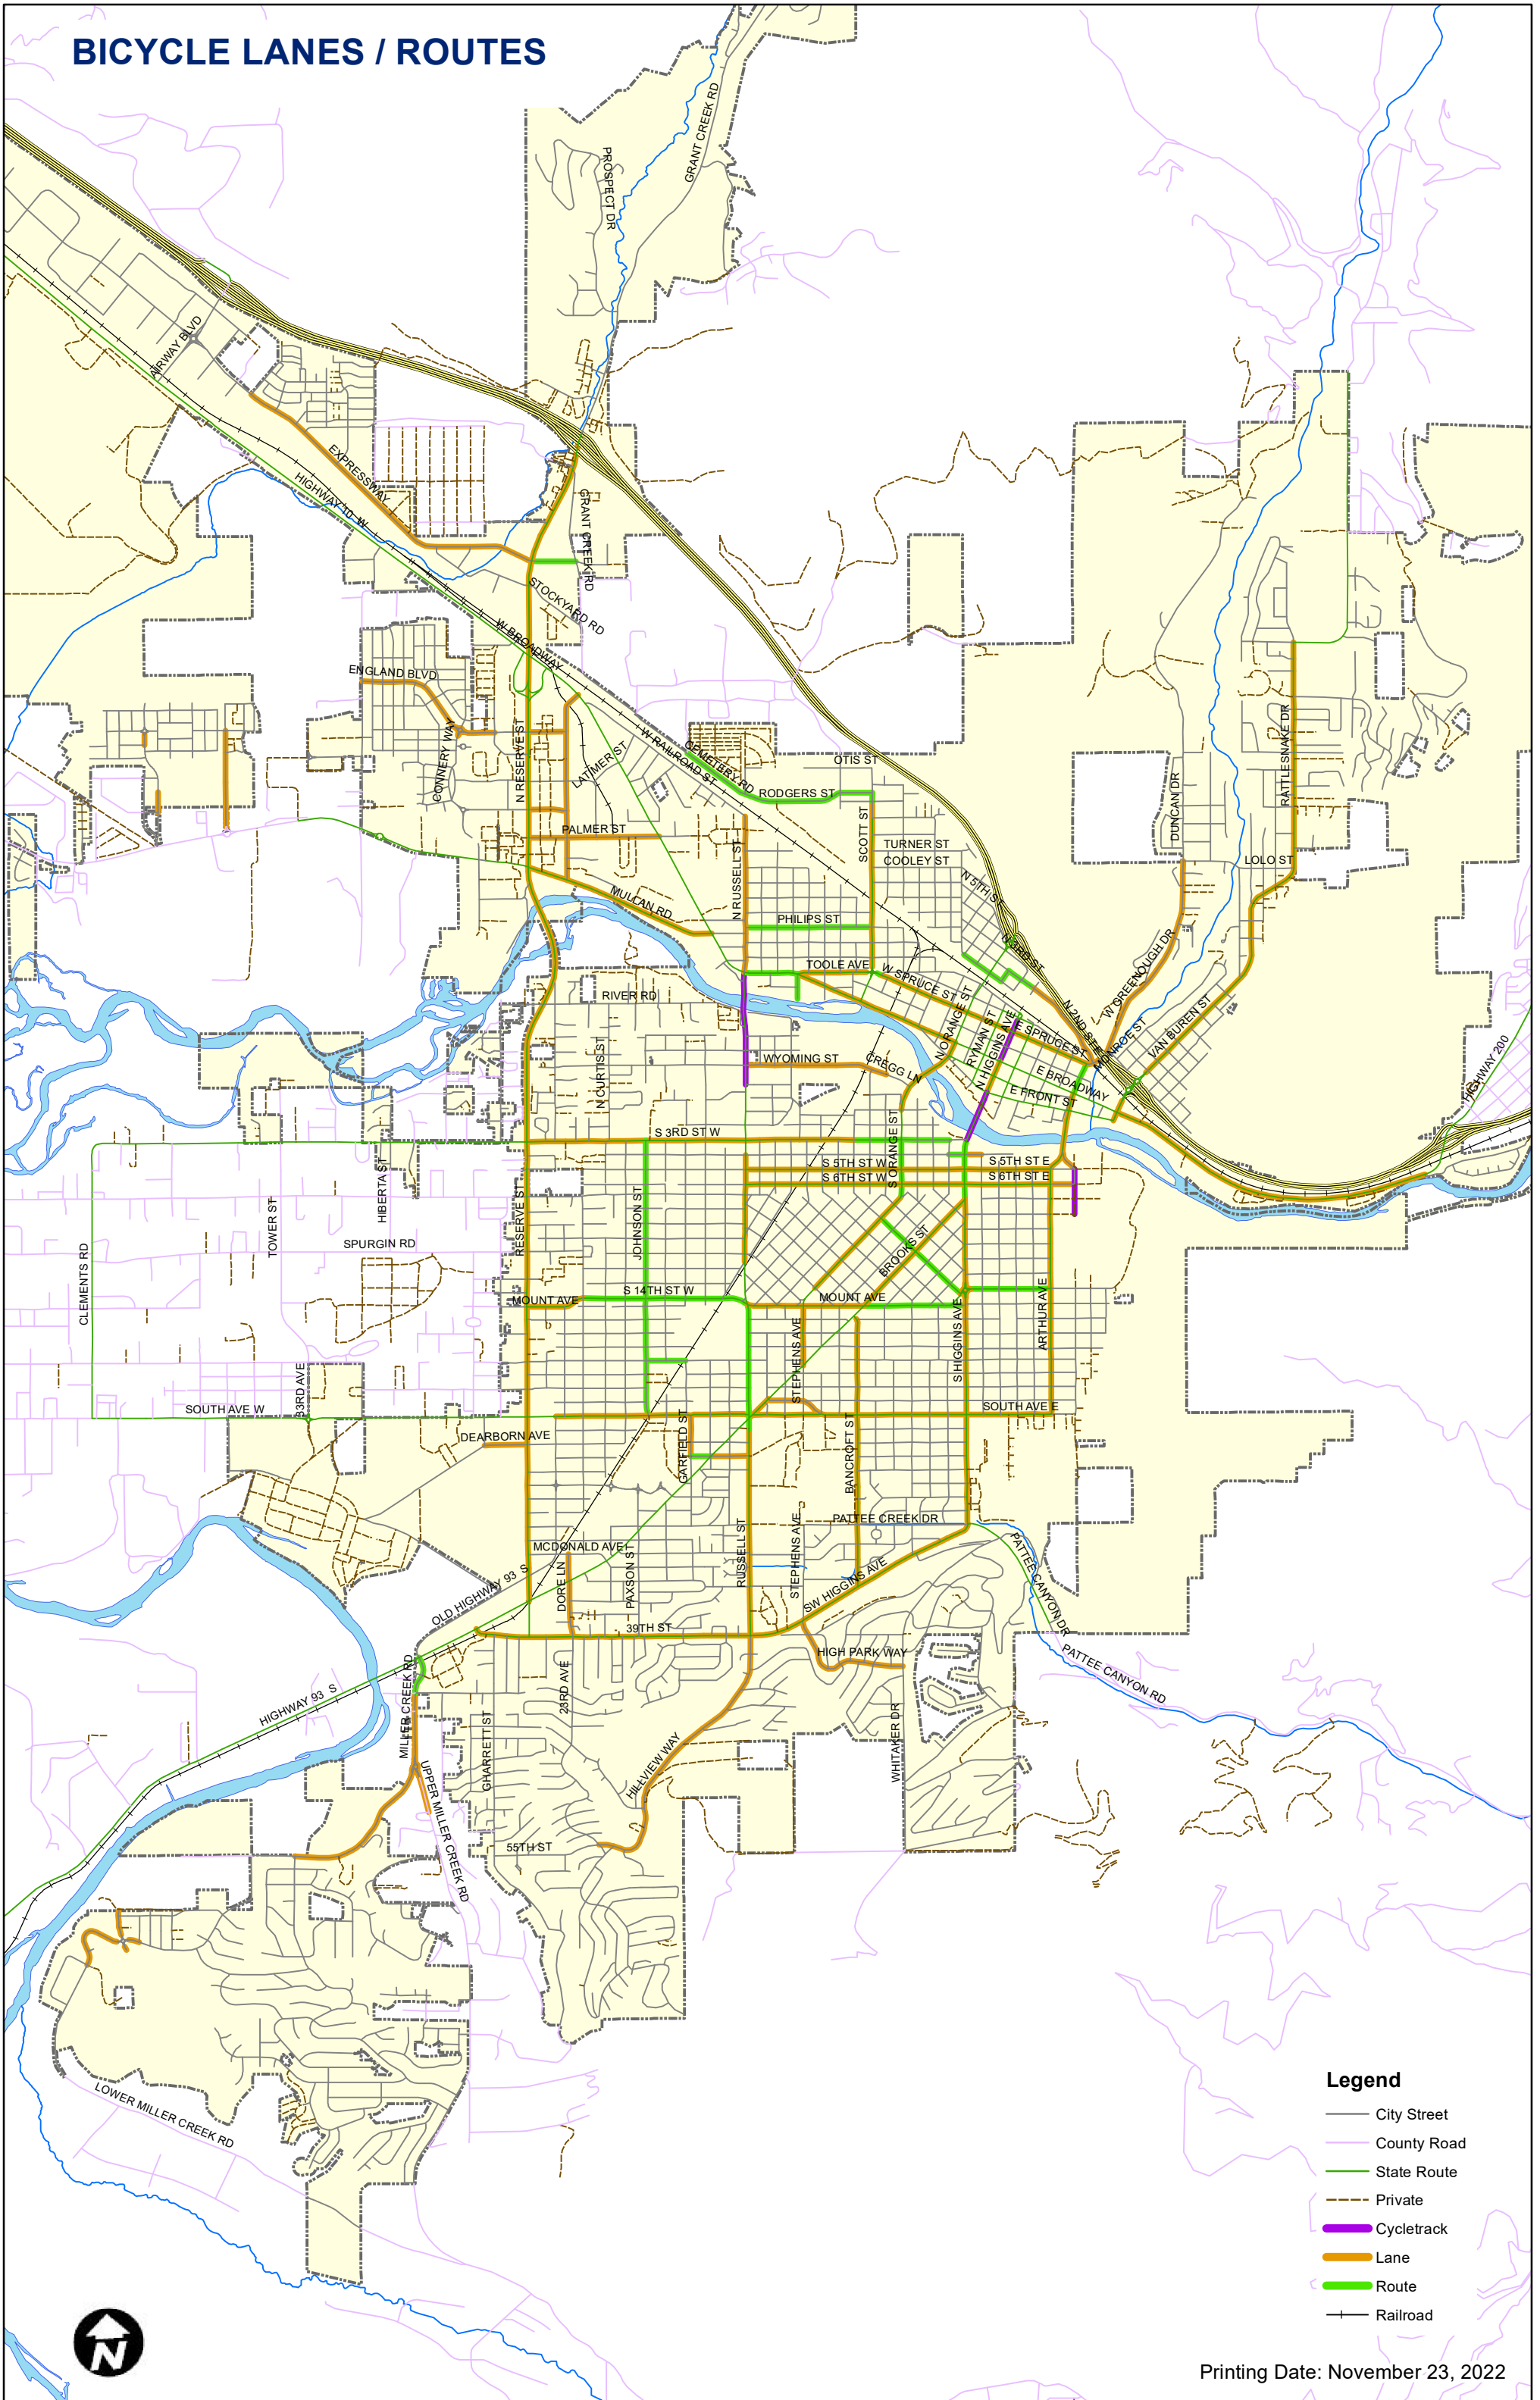 BICYCLE LANES / ROUTES
GRANT CREEK RD
PROSPECT DR
AIRWAY BLVD
EXPRESSWAY
HIGHWAY 10 W
GRANT CREEK RD
STOCKYARD RD
W BROADWAY
ENGLAND BLVD
CONNERY WAY
N RESERVE ST
LATIMER ST
W RAILROAD ST
CEMETERY RD
OTIS ST
RODGERS ST
RATTLESNAKE DR
DUNCAN DR
PALMER ST
SCOTT ST
TURNER ST
COOLEY ST
LOLO ST
N RUSSELL ST
N 5TH ST
MULLAN RD
PHILIPS ST
N 3RD ST
W GREENOUGH DR
TOOLE AVE
W SPRUCE ST
RIVER RD
N ORANGE ST
RYMAN ST
N HIGGINS AVE
E SPRUCE ST
N 2ND ST E
MONROE ST
VAN BUREN ST
HIGHWAY 200
WYOMING ST
CREGG LN
N CURTIS ST
E BROADWAY
E FRONT ST
S 3RD ST W
S ORANGE ST
S 5TH ST W
S 5TH ST E
S 6TH ST W
S 6TH ST E
HIBERTA ST
TOWER ST
RESERVE ST
JOHNSON ST
SPURGIN RD
CLEMENTS RD
BROOKS ST
S 14TH ST W
MOUNT AVE
MOUNT AVE
S HIGGINS AVE
ARTHUR AVE
STEPHENS AVE
33RD AVE
SOUTH AVE W
SOUTH AVE E
DEARBORN AVE
GARFIELD ST
BANCROFT ST
PATTEE CREEK DR
MCDONALD AVE
RUSSELL ST
STEPHENS AVE
PATTEE CANYON DR
OLD HIGHWAY 93 S
DORE LN
PAXSON ST
SW HIGGINS AVE
39TH ST
HIGH PARK WAY
PATTEE CANYON RD
MILLER CREEK RD
23RD AVE
HIGHWAY 93 S
GHARRETT ST
WHITAKER DR
HILLVIEW WAY
UPPER MILLER CREEK RD
55TH ST
LOWER MILLER CREEK RD
Legend
City Street
County Road
State Route
Private
Cycletrack
Lane
Route
Railroad
N
Printing Date: November 23, 2022